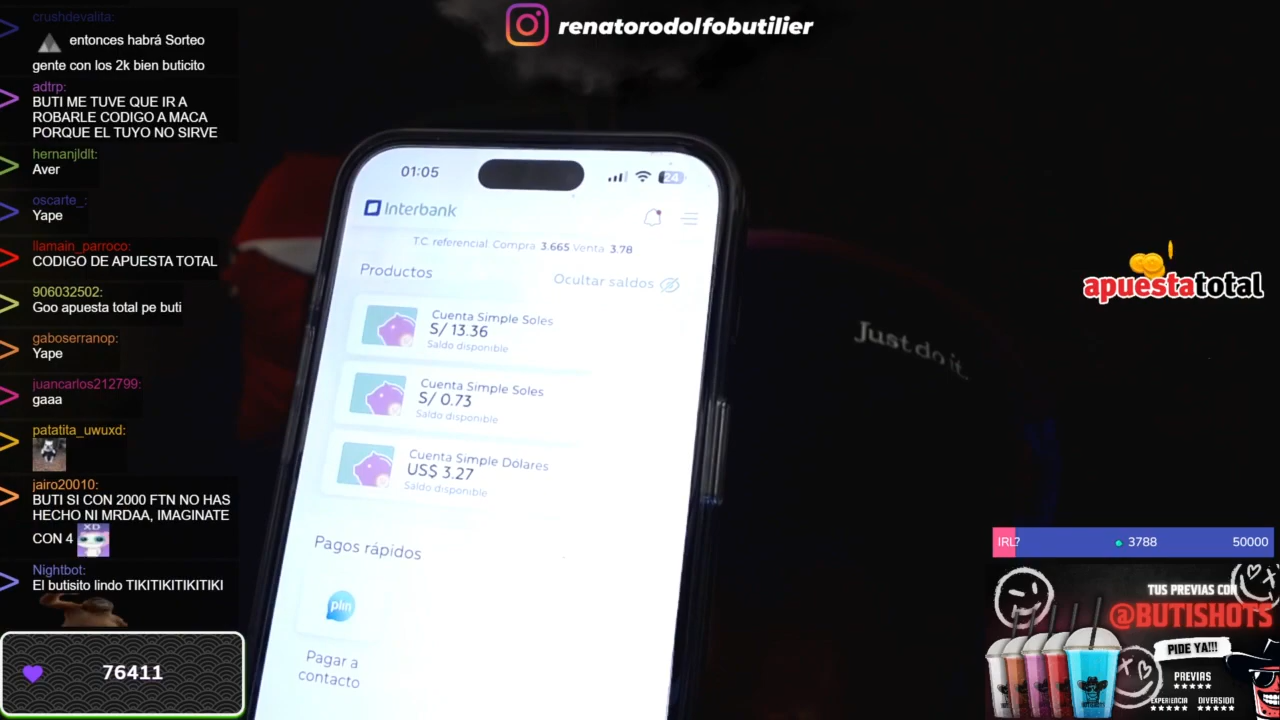 crushdevalita:
entonces habrá Sorteo
gente con los 2k bien buticito
adtrp:
BUTI ME TUVE QUE IR A
ROBARLE CODIGO A MACA
PORQUE EL TUYO NO SIRVE
hernanjldlt:
Aver
oscarte_:
Yape
llamain_parroco:
CODIGO DE APUESTA TOTAL
906032502:
Goo apuesta total pe buti
gaboserranop:
Yape
juancarlos212799:
gaaa
patatita_uwuxd:
jairo20010:
BUTI SI CON 2000 FTN NO HAS
HECHO NI MRDAA, IMAGINATE
CON 4
XD
Nightbot:
El butisito lindo TIKITIKITIKITIKI
76411
renatorodolfobutilier
01:05
24
Interbank
T.C. referencial Compra 3.665 Venta 3.78
Productos
Ocultar saldos
Cuenta Simple Soles
S/ 13.36
Saldo disponible
Cuenta Simple Soles
S/ 0.73
Saldo disponible
Cuenta Simple Dólares
US$ 3.27
Saldo disponible
Pagos rápidos
plin
Pagar a
contacto
Just do it.
apuestatotal
IRL? 3788 50000
TUS PREVIAS CON
@BUTISHOTS
PIDE YA!!!
PREVIAS
EXPERIENCIA DIVERSION